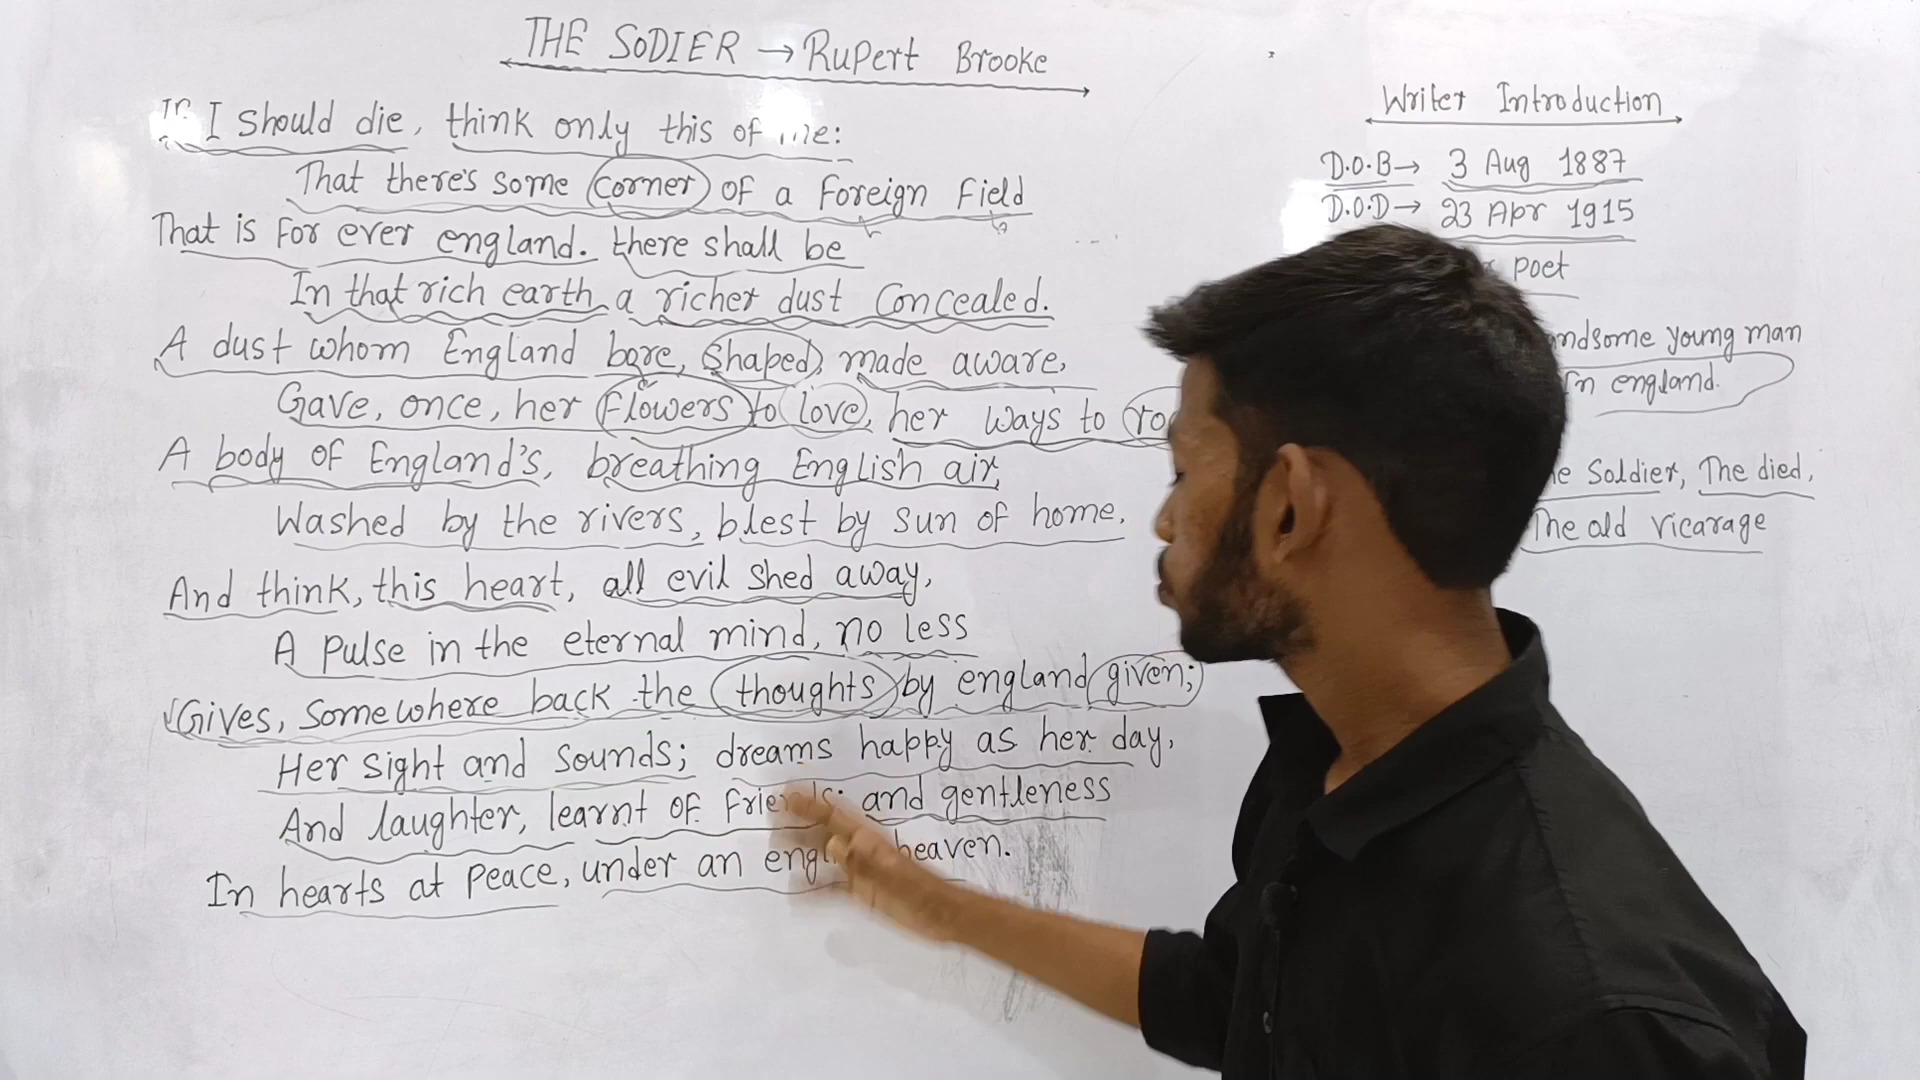 THE SODIER → Rupert Brooke
If I should die, think only this of me:
That there's some corner of a foreign field
That is for ever england. there shall be
In that rich earth a richer dust concealed.
A dust whom England bore, shaped, made aware,
Gave, once, her flowers to love, her ways to
A body of England's, breathing English air,
Washed by the rivers, blest by sun of home,
And think, this heart, all evil shed away,
A pulse in the eternal mind, no less
Gives, somewhere back the thoughts by england given;
Her sight and sounds; dreams happy as her day,
And laughter, learnt of friends; and gentleness
In hearts at peace, under an heaven.
Writer Introduction
D.O.B → 3 Aug 1887
D.O.D → 23 Apr 1915
poet
young man
In england.
Soldier, The died,
The old vicarage